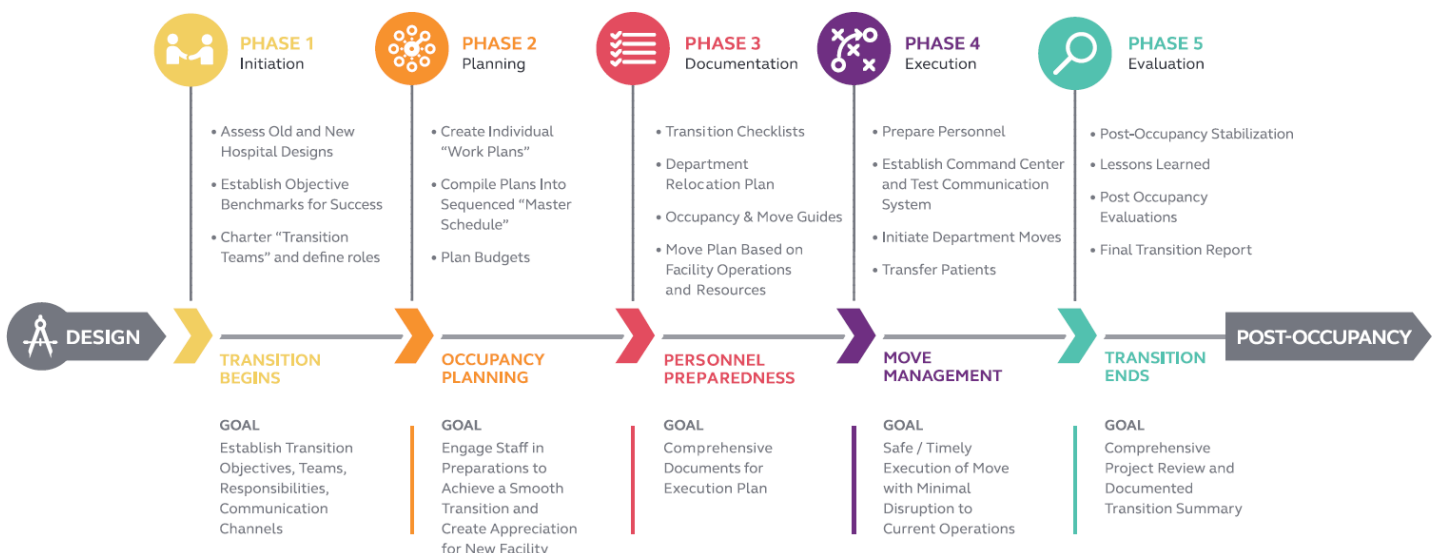 PHASE 1
Initiation
• Assess Old and New
Hospital Designs
• Establish Objective
Benchmarks for Success
• Charter “Transition
Teams” and define roles
PHASE 2
Planning
• Create Individual
“Work Plans”
• Compile Plans Into
Sequenced “Master
Schedule”
• Plan Budgets
PHASE 3
Documentation
• Transition Checklists
• Department
Relocation Plan
• Occupancy & Move Guides
• Move Plan Based on
Facility Operations
and Resources
PHASE 4
Execution
• Prepare Personnel
• Establish Command Center
and Test Communication
System
• Initiate Department Moves
• Transfer Patients
PHASE 5
Evaluation
• Post-Occupancy Stabilization
• Lessons Learned
• Post Occupancy
Evaluations
• Final Transition Report
DESIGN
POST-OCCUPANCY
TRANSITION
BEGINS
GOAL
Establish Transition
Objectives, Teams,
Responsibilities,
Communication
Channels
OCCUPANCY
PLANNING
GOAL
Engage Staff in
Preparations to
Achieve a Smooth
Transition and
Create Appreciation
for New Facility
PERSONNEL
PREPAREDNESS
GOAL
Comprehensive
Documents for
Execution Plan
MOVE
MANAGEMENT
GOAL
Safe / Timely
Execution of Move
with Minimal
Disruption to
Current Operations
TRANSITION
ENDS
GOAL
Comprehensive
Project Review and
Documented
Transition Summary